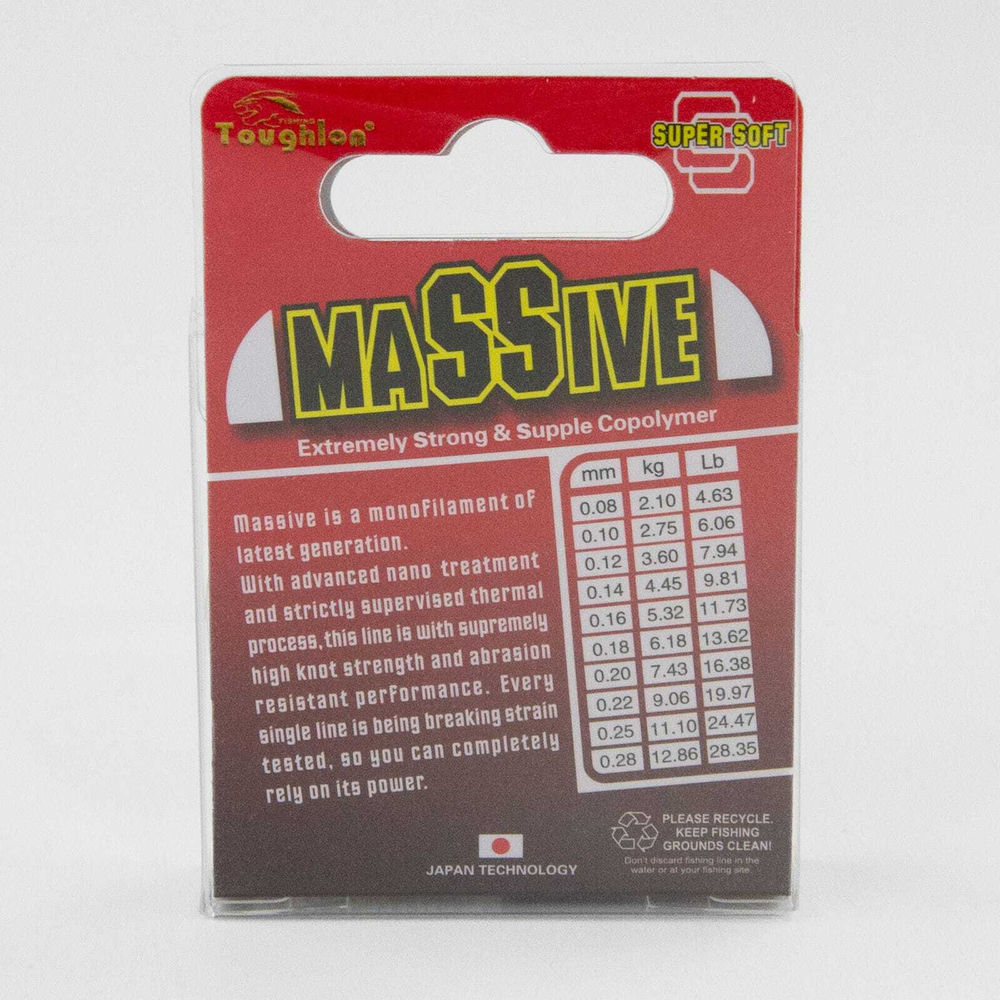 FISHING
Toughlon®
SUPER SOFT
MASSIVE
Extremely Strong & Supple Copolymer
Massive is a monofilament of
latest generation.
With advanced nano treatment
and strictly supervised thermal
process,this line is with supremely
high knot strength and abrasion
resistant performance. Every
single line is being breaking strain
tested, so you can completely
rely on its power.
mm kg Lb
0.08 2.10 4.63
0.10 2.75 6.06
0.12 3.60 7.94
0.14 4.45 9.81
0.16 5.32 11.73
0.18 6.18 13.62
0.20 7.43 16.38
0.22 9.06 19.97
0.25 11.10 24.47
0.28 12.86 28.35
JAPAN TECHNOLOGY
PLEASE RECYCLE.
KEEP FISHING
GROUNDS CLEAN!
Don't discard fishing line in the
water or at your fishing site.